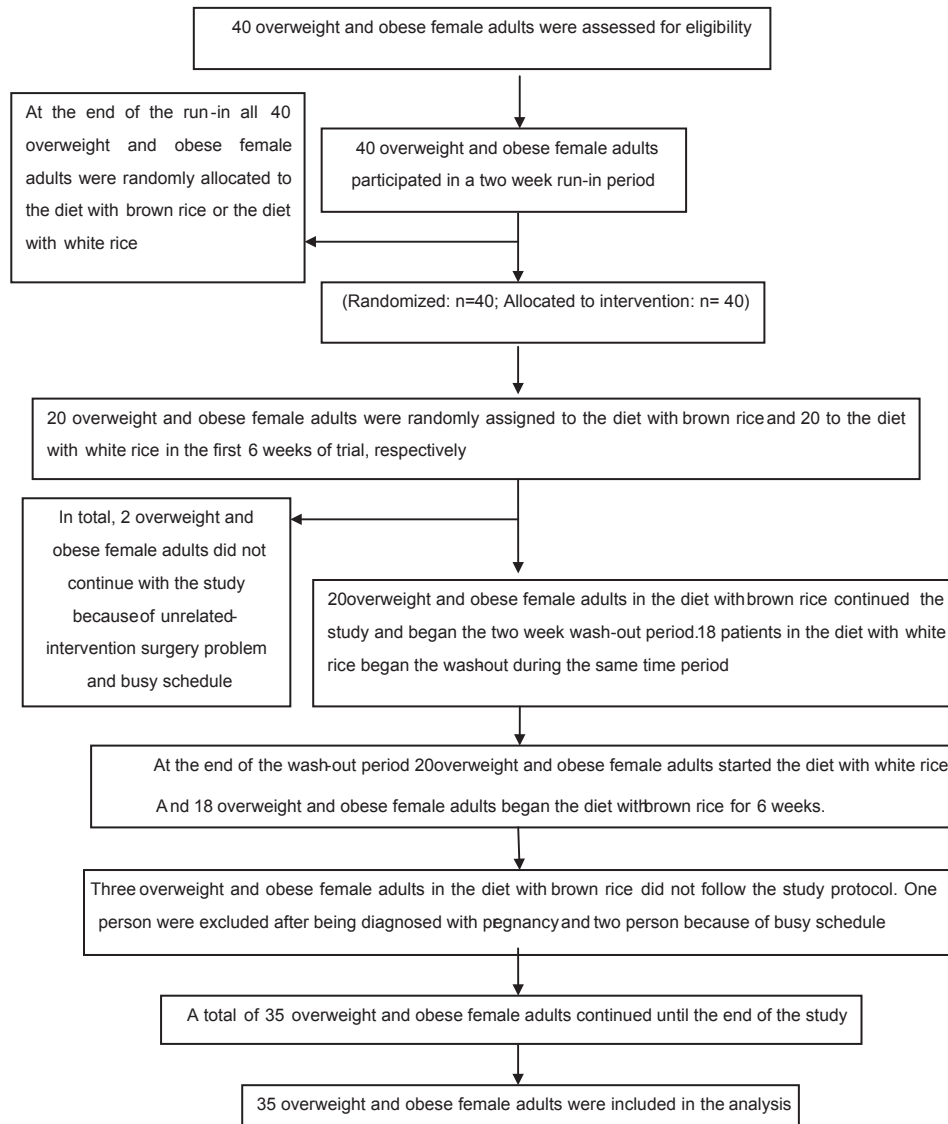 40 overweight and obese female adults were assessed for eligibility
At the end of the run-in all 40
overweight and obese female
adults were randomly allocated to
the diet with brown rice or the diet
with white rice
40 overweight and obese female adults
participated in a two week run-in period
(Randomized: n=40; Allocated to intervention: n= 40)
20 overweight and obese female adults were randomly assigned to the diet with brown rice and 20 to the diet
with white rice in the first 6 weeks of trial, respectively
In total, 2 overweight and
obese female adults did not
continue with the study
because of unrelated-
intervention surgery problem
and busy schedule
20overweight and obese female adults in the diet with brown rice continued the
study and began the two week wash-out period.18 patients in the diet with white
rice began the washout during the same time period
At the end of the wash-out period 20overweight and obese female adults started the diet with white rice
And 18 overweight and obese female adults began the diet with brown rice for 6 weeks.
Three overweight and obese female adults in the diet with brown rice did not follow the study protocol. One
person were excluded after being diagnosed with pregnancy and two person because of busy schedule
A total of 35 overweight and obese female adults continued until the end of the study
35 overweight and obese female adults were included in the analysis